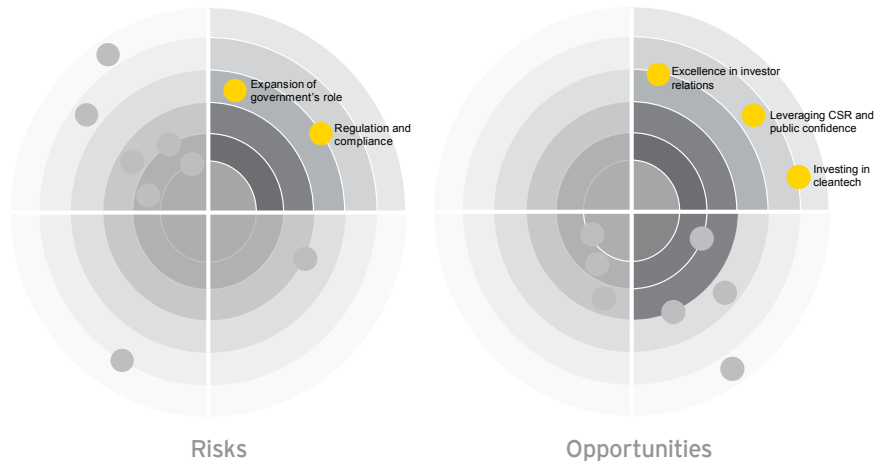 Expansion of
government's role
Regulation and
compliance
Excellence in investor
relations
Leveraging CSR and
public confidence
Investing in
cleantech
Risks
Opportunities